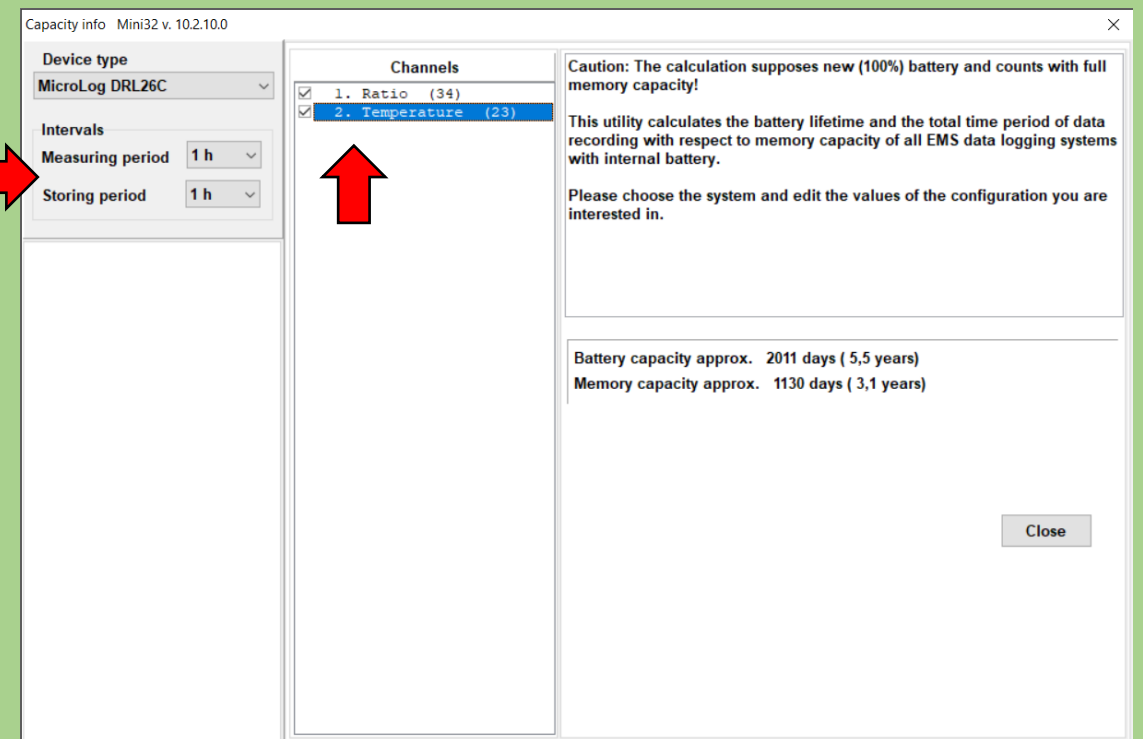 Capacity info Mini32 v. 10.2.10.0
Device type
MicroLog DRL26C
Intervals
Measuring period 1 h
Storing period 1 h
Channels
1. Ratio (34)
2. Temperature (23)
Caution: The calculation supposes new (100%) battery and counts with full
memory capacity!
This utility calculates the battery lifetime and the total time period of data
recording with respect to memory capacity of all EMS data logging systems
with internal battery.
Please choose the system and edit the values of the configuration you are
interested in.
Battery capacity approx. 2011 days ( 5,5 years)
Memory capacity approx. 1130 days ( 3,1 years)
Close